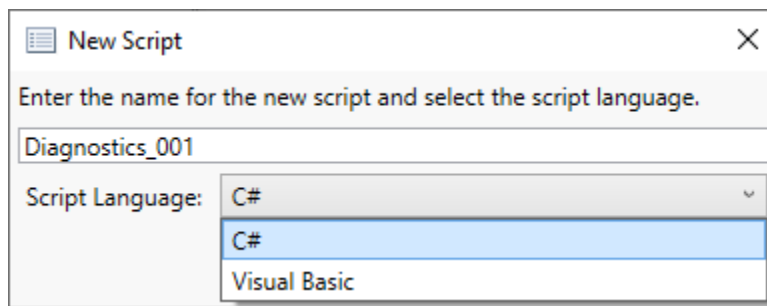 New Script
Enter the name for the new script and select the script language.
Diagnostics_001
Script Language: C#
C#
Visual Basic